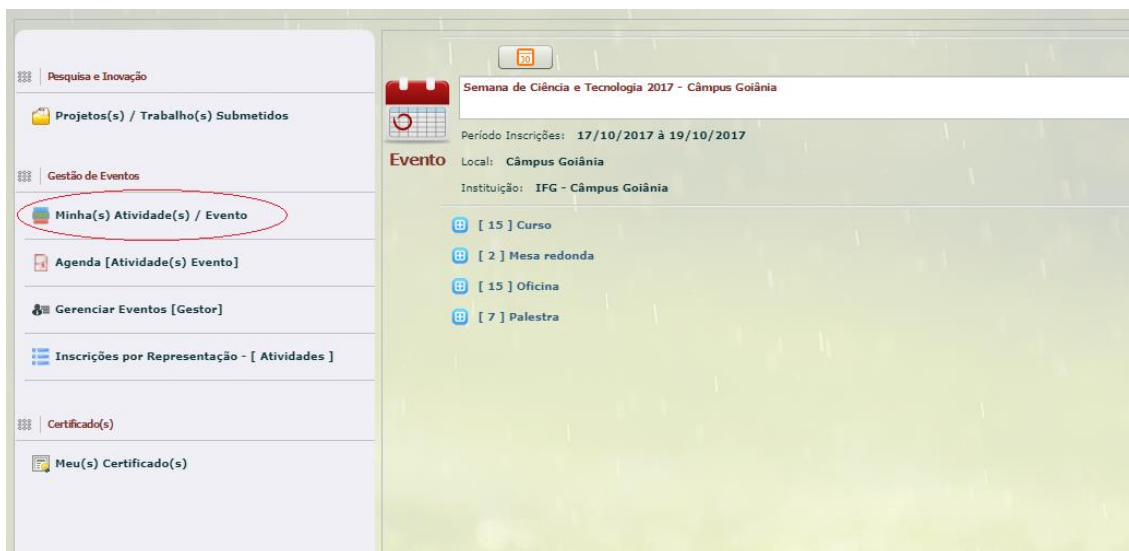 Pesquisa e Inovação
Projetos(s) / Trabalho(s) Submetidos
Gestão de Eventos
Minha(s) Atividade(s) / Evento
Agenda [Atividade(s) Evento]
Gerenciar Eventos [Gestor]
Inscrições por Representação - [ Atividades ]
Certificado(s)
Meu(s) Certificado(s)
30
Semana de Ciência e Tecnologia 2017 - Câmpus Goiânia
Evento
Período Inscrições: 17/10/2017 à 19/10/2017
Local: Câmpus Goiânia
Instituição: IFG - Câmpus Goiânia
[ 15 ] Curso
[ 2 ] Mesa redonda
[ 15 ] Oficina
[ 7 ] Palestra